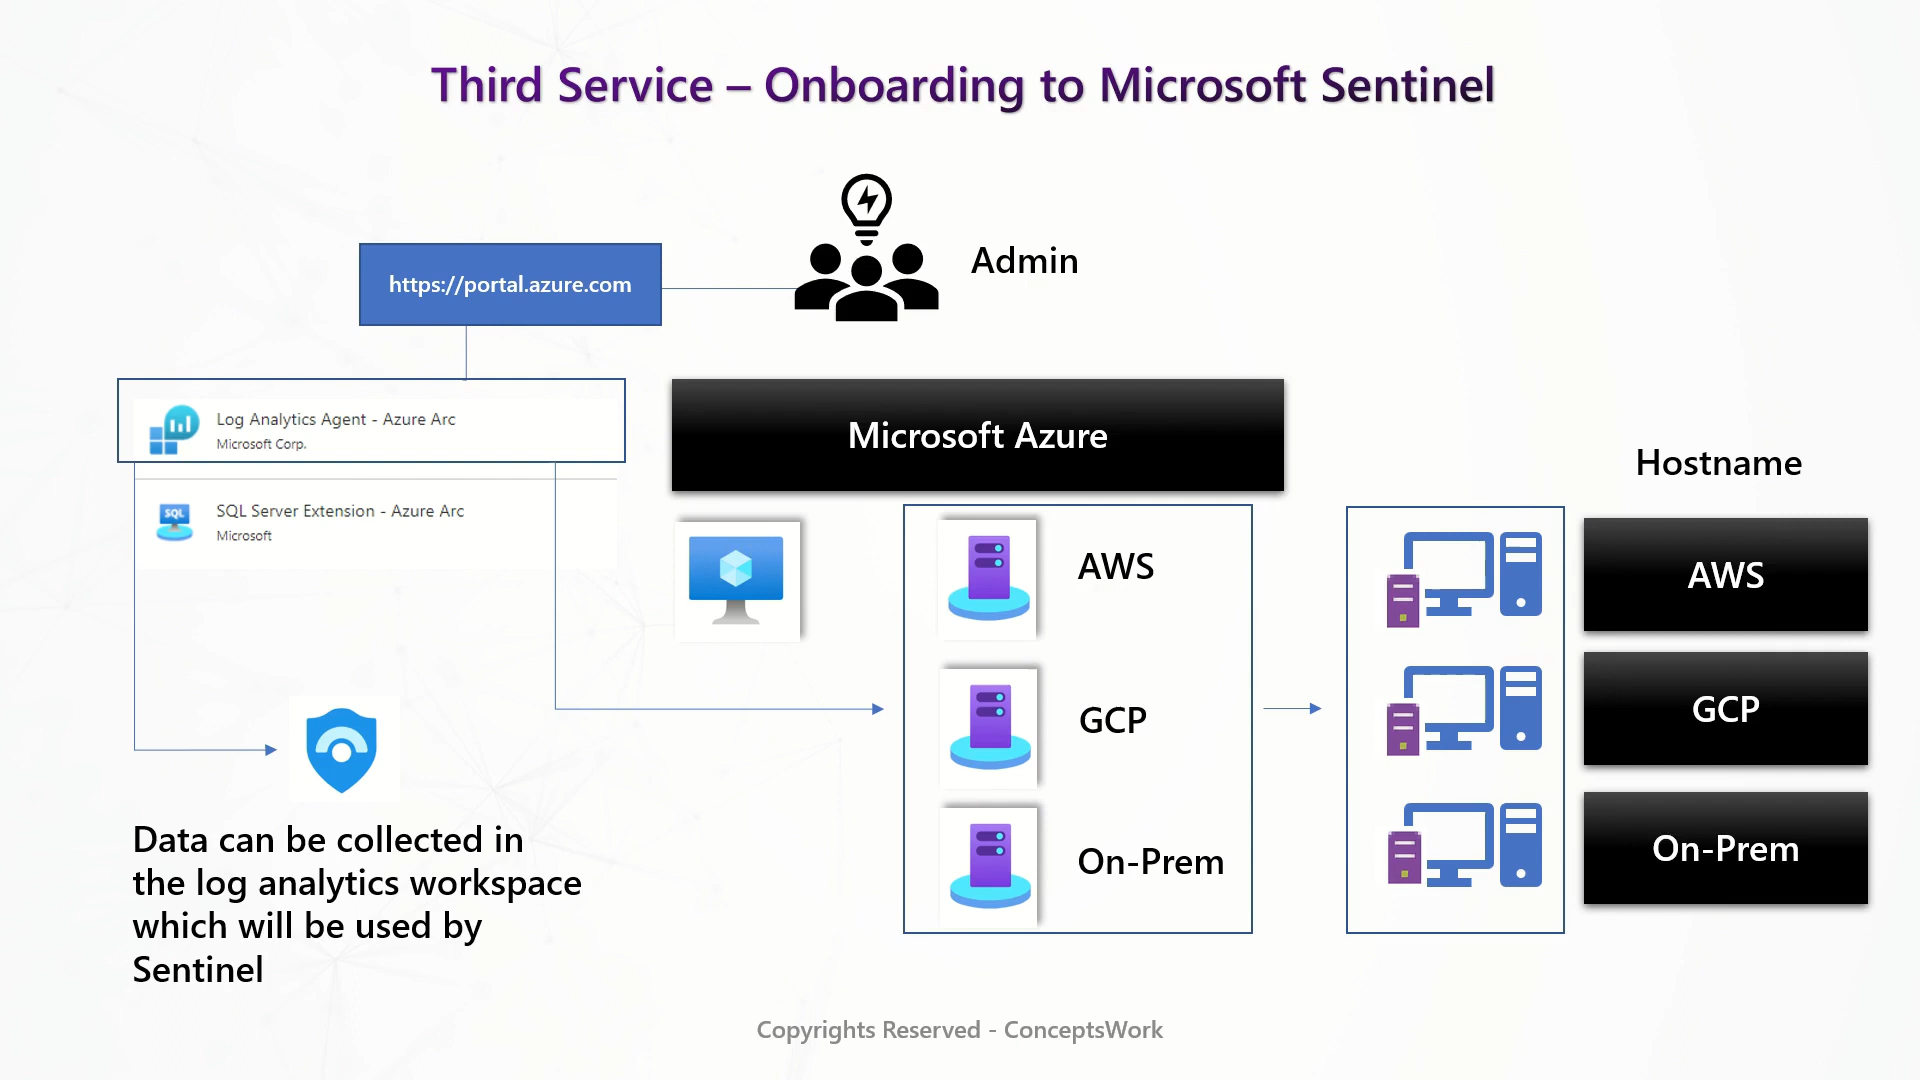 Third Service – Onboarding to Microsoft Sentinel
Admin
https://portal.azure.com
Log Analytics Agent - Azure Arc
Microsoft Corp.
SQL
SQL Server Extension - Azure Arc
Microsoft
Microsoft Azure
Hostname
AWS
GCP
On-Prem
AWS
GCP
On-Prem
Data can be collected in
the log analytics workspace
which will be used by
Sentinel
Copyrights Reserved - ConceptsWork